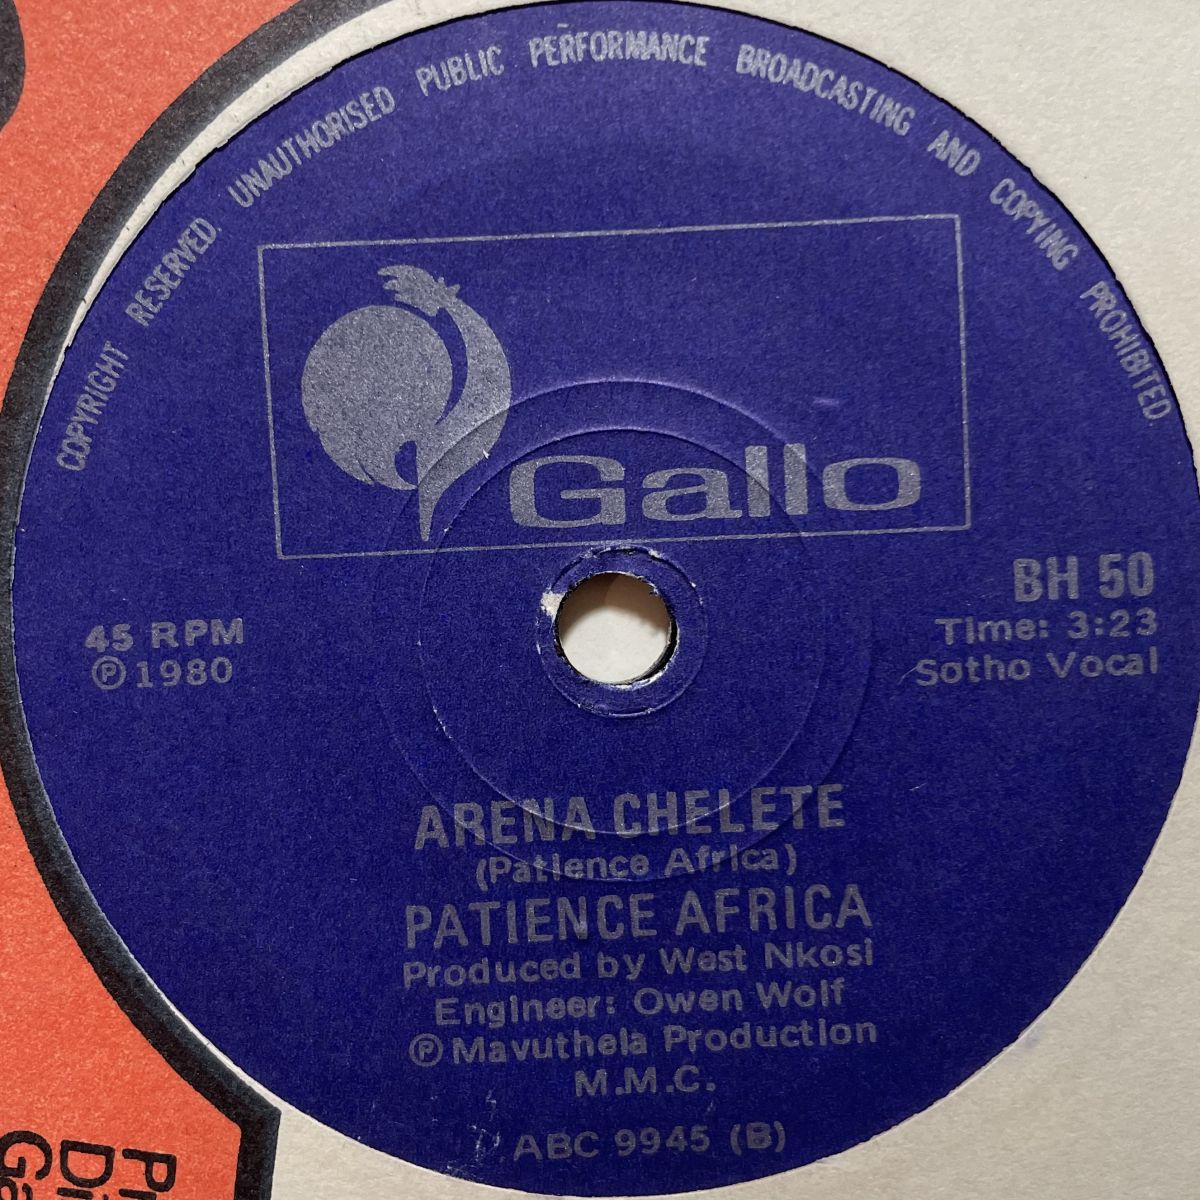 COPYRIGHT RESERVED. UNAUTHORISED PUBLIC PERFORMANCE BROADCASTING AND COPYING PROHIBITED.
Gallo
BH 50
45 RPM
Time: 3:23
℗1980
Sotho Vocal
ARENA CHELETE
(Patience Africa)
PATIENCE AFRICA
Produced by West Nkosi
Engineer: Owen Wolf
℗Mavuthela Production
M.M.C.
ABC 9945 (B)